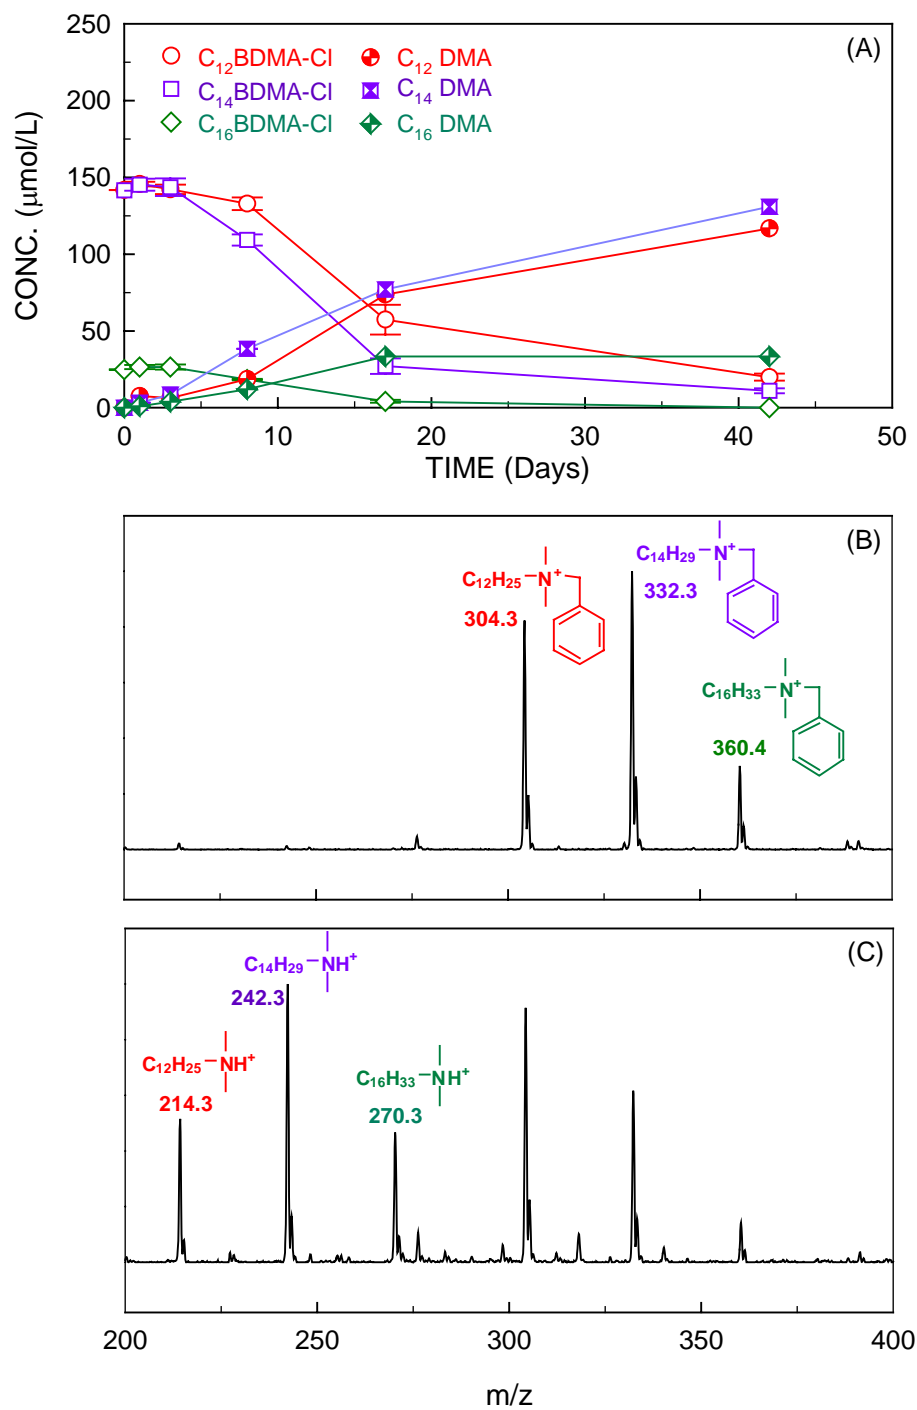 250
(A)
C₁₂BDMA-Cl C₁₂ DMA
200
C₁₄BDMA-Cl C₁₄ DMA
C₁₆BDMA-Cl C₁₆ DMA
150
CONC. (μmol/L)
100
50
0
0 10 20 30 40 50
TIME (Days)
(B)
C₁₄H₂₉ N⁺
C₁₂H₂₅ N⁺
332.3
304.3
C₁₆H₃₃ N⁺
360.4
(C)
C₁₄H₂₉ NH⁺
242.3
C₁₂H₂₅ NH⁺
C₁₆H₃₃ NH⁺
214.3
270.3
200 250 300 350 400
m/z